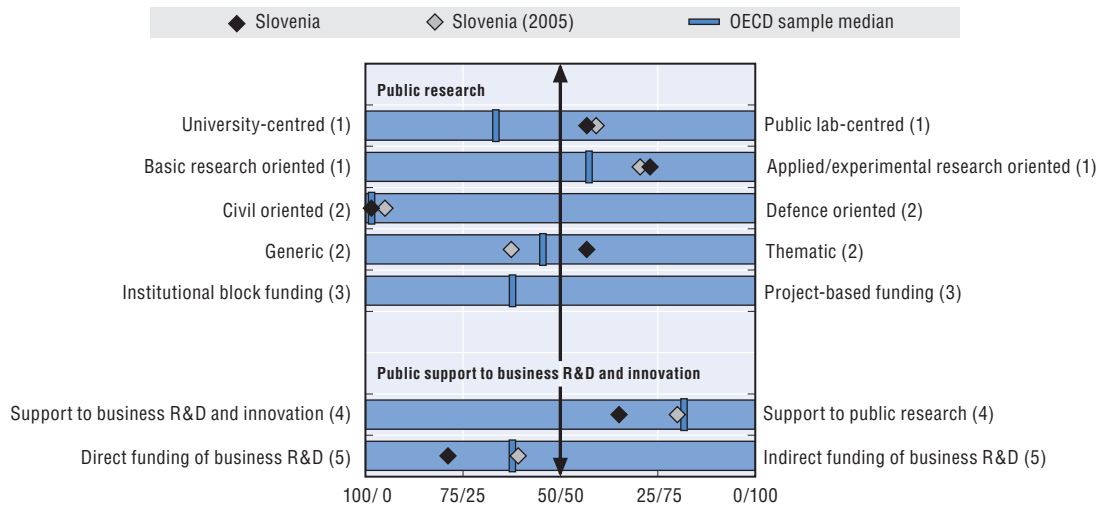 Slovenia Slovenia (2005) OECD sample median
Public research
University-centred (1) Public lab-centred (1)
Basic research oriented (1) Applied/experimental research oriented (1)
Civil oriented (2) Defence oriented (2)
Generic (2) Thematic (2)
Institutional block funding (3) Project-based funding (3)
Public support to business R&D and innovation
Support to business R&D and innovation (4) Support to public research (4)
Direct funding of business R&D (5) Indirect funding of business R&D (5)
100/ 0 75/25 50/50 25/75 0/100